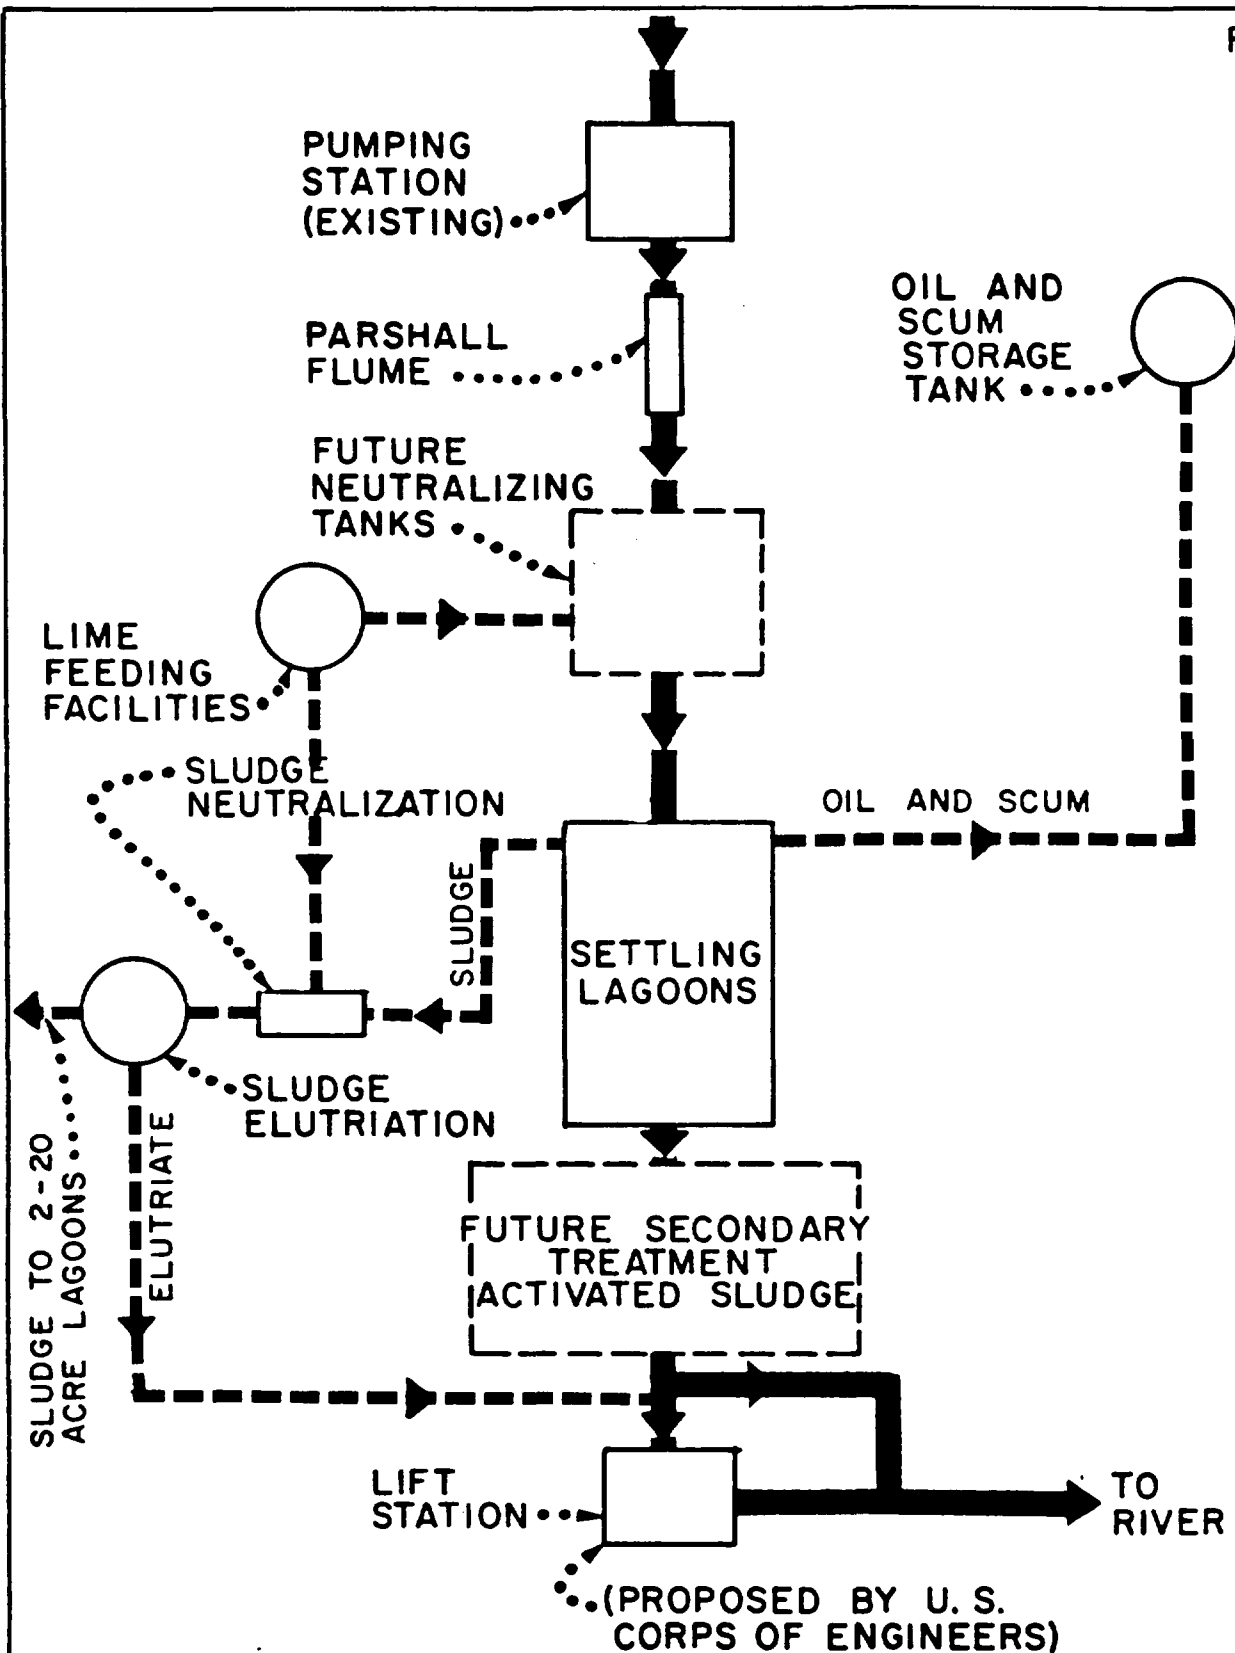 PUMPING
STATION
(EXISTING)
OIL AND
SCUM
STORAGE
TANK
PARSHALL
FLUME
FUTURE
NEUTRALIZING
TANKS
LIME
FEEDING
FACILITIES
SLUDGE
NEUTRALIZATION
OIL AND SCUM
SLUDGE
SETTLING
LAGOONS
SLUDGE
ELUTRIATION
ELUTRIATE
SLUDGE TO 2-20
ACRE LAGOONS
FUTURE SECONDARY
TREATMENT
ACTIVATED SLUDGE
LIFT
STATION
TO
RIVER
(PROPOSED BY U.S.
CORPS OF ENGINEERS)